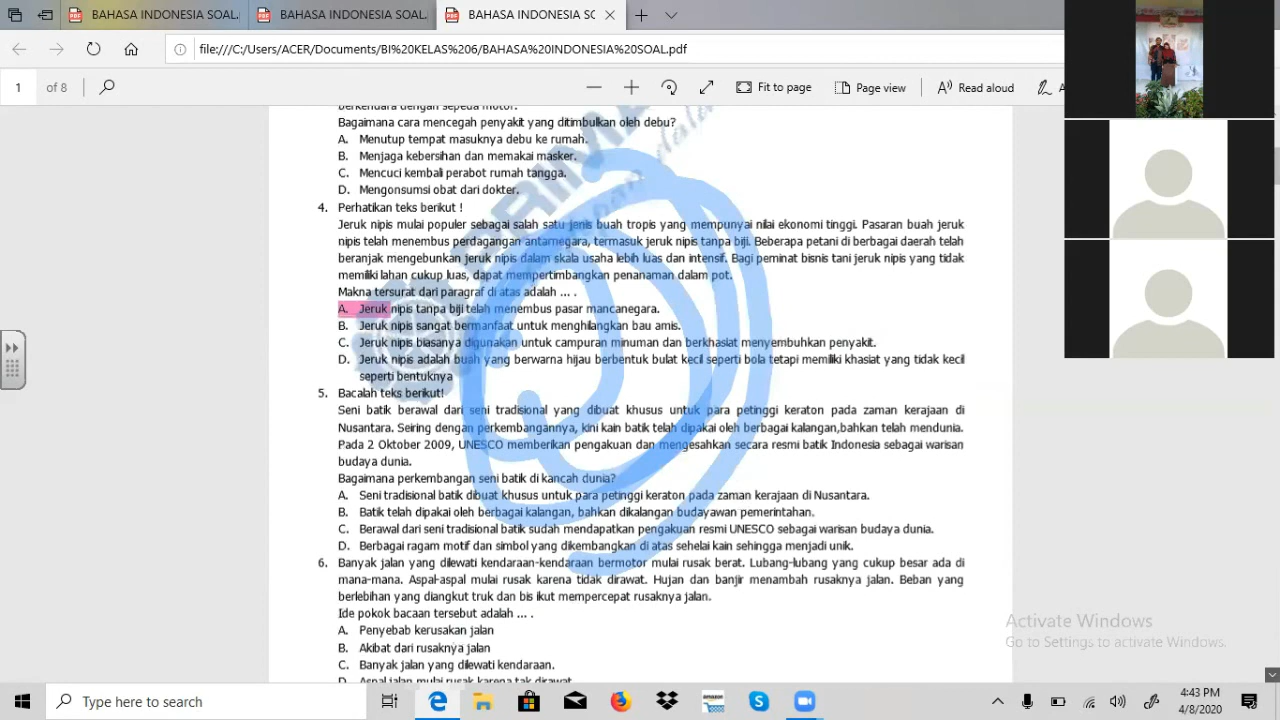 BAHASA INDONESIA SOAL
BAHASA INDONESIA SOAL
BAHASA INDONESIA SOAL
file:///C:/Users/ACER/Documents/BI%20KELAS%206/BAHASA%20INDONESIA%20SOAL.pdf
1 of 8
Fit to page
Page view
Read aloud
berkendara dengan sepeda motor.
Bagaimana cara mencegah penyakit yang ditimbulkan oleh debu?
A. Menutup tempat masuknya debu ke rumah.
B. Menjaga kebersihan dan memakai masker.
C. Mencuci kembali perabot rumah tangga.
D. Mengonsumsi obat dari dokter.
4. Perhatikan teks berikut !
Jeruk nipis mulai populer sebagai salah satu jenis buah tropis yang mempunyai nilai ekonomi tinggi. Pasaran buah jeruk
nipis telah menembus perdagangan antarnegara, termasuk jeruk nipis tanpa biji. Beberapa petani di berbagai daerah telah
beranjak mengebunkan jeruk nipis dalam skala usaha lebih luas dan intensif. Bagi peminat bisnis tani jeruk nipis yang tidak
memiliki lahan cukup luas, dapat mempertimbangkan penanaman dalam pot.
Makna tersurat dari paragraf di atas adalah ... .
A. Jeruk nipis tanpa biji telah menembus pasar mancanegara.
B. Jeruk nipis sangat bermanfaat untuk menghilangkan bau amis.
C. Jeruk nipis biasanya digunakan untuk campuran minuman dan berkhasiat menyembuhkan penyakit.
D. Jeruk nipis adalah buah yang berwarna hijau berbentuk bulat kecil seperti bola tetapi memiliki khasiat yang tidak kecil
seperti bentuknya
5. Bacalah teks berikut!
Seni batik berawal dari seni tradisional yang dibuat khusus untuk para petinggi keraton pada zaman kerajaan di
Nusantara. Seiring dengan perkembangannya, kini kain batik telah dipakai oleh berbagai kalangan,bahkan telah mendunia.
Pada 2 Oktober 2009, UNESCO memberikan pengakuan dan mengesahkan secara resmi batik Indonesia sebagai warisan
budaya dunia.
Bagaimana perkembangan seni batik di kancah dunia?
A. Seni tradisional batik dibuat khusus untuk para petinggi keraton pada zaman kerajaan di Nusantara.
B. Batik telah dipakai oleh berbagai kalangan, bahkan dikalangan budayawan pemerintahan.
C. Berawal dari seni tradisional batik sudah mendapatkan pengakuan resmi UNESCO sebagai warisan budaya dunia.
D. Berbagai ragam motif dan simbol yang dikembangkan di atas sehelai kain sehingga menjadi unik.
6. Banyak jalan yang dilewati kendaraan-kendaraan bermotor mulai rusak berat. Lubang-lubang yang cukup besar ada di
mana-mana. Aspal-aspal mulai rusak karena tidak dirawat. Hujan dan banjir menambah rusaknya jalan. Beban yang
berlebihan yang diangkut truk dan bis ikut mempercepat rusaknya jalan.
Ide pokok bacaan tersebut adalah ... .
A. Penyebab kerusakan jalan
B. Akibat dari rusaknya jalan
C. Banyak jalan yang dilewati kendaraan.
D. Aspal jalan mulai rusak karena tak dirawat
Activate Windows
Go to Settings to activate Windows.
Type here to search
4:43 PM
4/8/2020